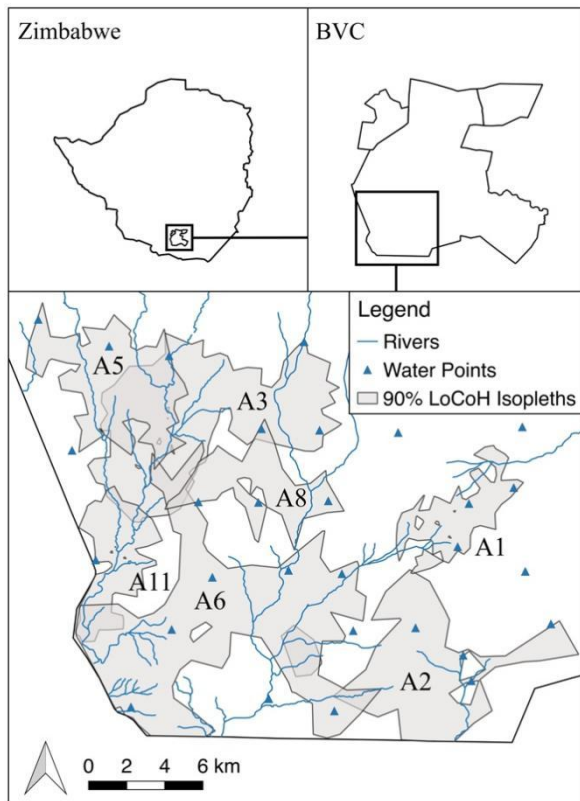 Zimbabwe
BVC
Legend
Rivers
Water Points
90% LoCoH Isopleths
A5
A3
A8
A1
A11
A6
A2
0 2 4 6 km